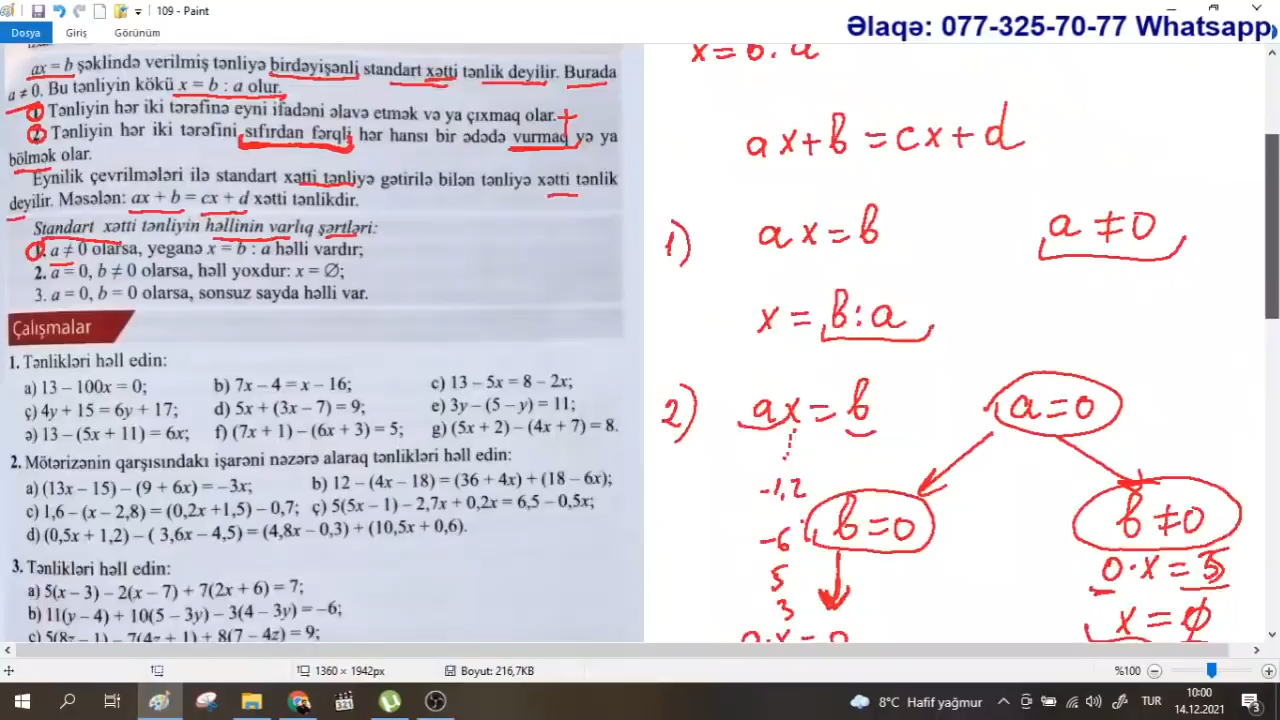 109 - Paint
Əlaqə: 077-325-70-77 Whatsapp
Dosya Giriş Görünüm
ax = b şəklində verilmiş tənliyə birdəyişənli standart xətti tənlik deyilir. Burada
a ≠ 0. Bu tənliyin kökü x = b : a olur.
1. Tənliyin hər iki tərəfinə eyni ifadəni əlavə etmək və ya çıxmaq olar.
2. Tənliyin hər iki tərəfini sıfırdan fərqli hər hansı bir ədədə vurmaq və ya
bölmək olar.
Eynilik çevrilmələri ilə standart xətti tənliyə gətirilə bilən tənliyə xətti tənlik
deyilir. Məsələn: ax + b = cx + d xətti tənlikdir.
Standart xətti tənliyin həllinin varlıq şərtləri:
1. a ≠ 0 olarsa, yeganə x = b : a həlli vardır;
2. a = 0, b ≠ 0 olarsa, həll yoxdur: x = ∅;
3. a = 0, b = 0 olarsa, sonsuz sayda həlli var.
Çalışmalar
1. Tənlikləri həll edin:
a) 13 – 100x = 0; b) 7x – 4 = x – 16; c) 13 – 5x = 8 – 2x;
ç) 4y + 15 = 6y + 17; d) 5x + (3x – 7) = 9; e) 3y – (5 – y) = 11;
ə) 13 – (5x + 11) = 6x; f) (7x + 1) – (6x + 3) = 5; g) (5x + 2) – (4x + 7) = 8.
2. Mötərizənin qarşısındakı işarəni nəzərə alaraq tənlikləri həll edin:
a) (13x – 15) – (9 + 6x) = –3x; b) 12 – (4x – 18) = (36 + 4x) + (18 – 6x);
c) 1,6 – (x – 2,8) = (0,2x +1,5) – 0,7; ç) 5(5x – 1) – 2,7x + 0,2x = 6,5 – 0,5x;
d) (0,5x + 1,2) – ( 3,6x – 4,5) = (4,8x – 0,3) + (10,5x + 0,6).
3. Tənlikləri həll edin:
a) 5(x – 3) – 2(x – 7) + 7(2x + 6) = 7;
b) 11(y – 4) + 10(5 – 3y) – 3(4 – 3y) = –6;
c) 5(8z – 1) – 7(4z + 1) + 8(7 – 4z) = 9;
x = b : a
ax+b = cx+d
1) ax = b a ≠ 0
x = b : a
2) ax = b a = 0
-1,2
b = 0 b ≠ 0
-6
5 0·x = 5
3 x = ∅
0·x = 0
1360 × 1942px Boyut: 216,7KB %100
8°C Hafif yağmur TUR 10:00
14.12.2021 3